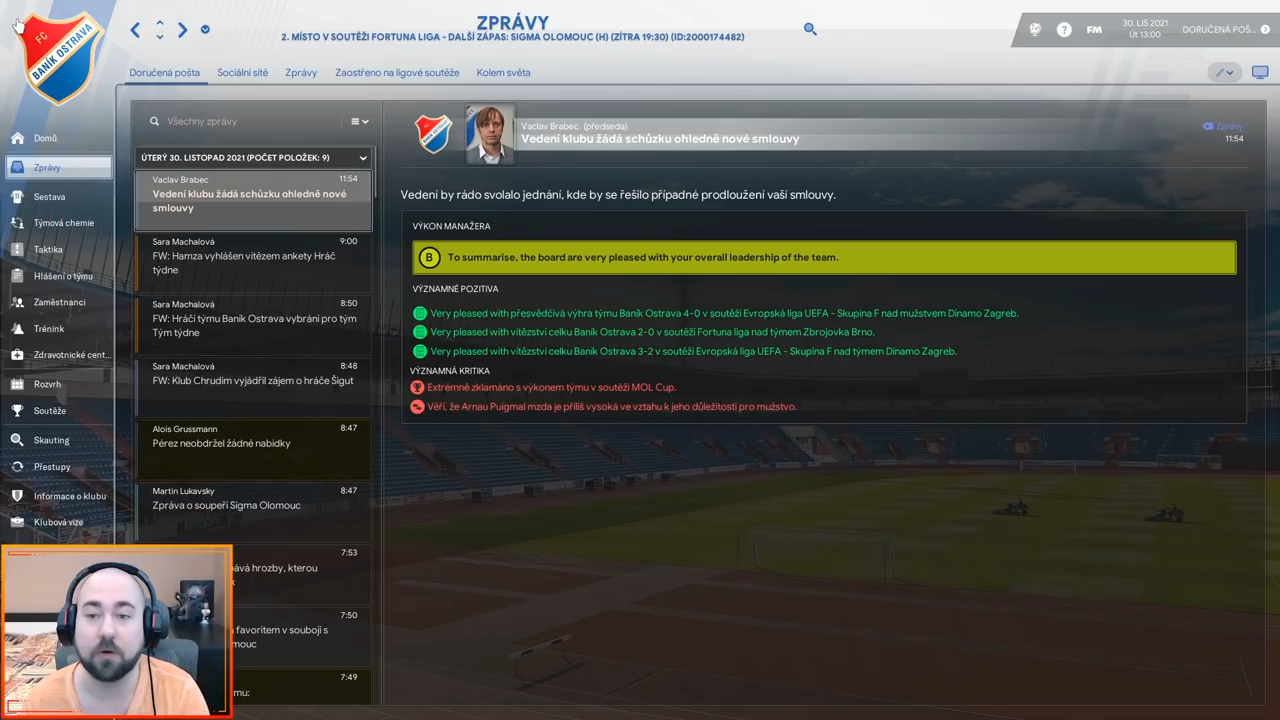 FC
BANÍK OSTRAVA
ZPRÁVY
2. MÍSTO V SOUTĚŽI FORTUNA LIGA - DALŠÍ ZÁPAS: SIGMA OLOMOUC (H) (ZÍTRA 19:30) (ID:2000174482)
FM
30. LIS 2021
Út 13:00
DORUČENÁ POŠ...
Doručená pošta
Sociální sítě
Zprávy
Zaostřeno na ligové soutěže
Kolem světa
Domů
Zprávy
Sestava
Týmová chemie
Taktika
Hlášení o týmu
Zaměstnanci
Trénink
Zdravotnické cent...
Rozvrh
Soutěže
Skauting
Přestupy
Informace o klubu
Klubová vize
Všechny zprávy
ÚTERÝ 30. LISTOPAD 2021 (POČET POLOŽEK: 9)
Vaclav Brabec 11:54
Vedení klubu žádá schůzku ohledně nové
smlouvy
Sara Machalová 9:00
FW: Hamza vyhlášen vítězem ankety Hráč
týdne
Sara Machalová 8:50
FW: Hráči týmu Baník Ostrava vybráni pro tým
Tým týdne
Sara Machalová 8:48
FW: Klub Chrudim vyjádřil zájem o hráče Šigut
Alois Grussmann 8:47
Pérez neobdržel žádné nabídky
Martin Lukavsky 8:47
Zpráva o soupeři Sigma Olomouc
7:53
hrozby, kterou
7:50
favoritem v souboji s
7:49
Vaclav Brabec (předseda)
Vedení klubu žádá schůzku ohledně nové smlouvy
Zprávy
11:54
Vedení by rádo svolalo jednání, kde by se řešilo případné prodloužení vaší smlouvy.
VÝKON MANAŽERA
B To summarise, the board are very pleased with your overall leadership of the team.
VÝZNAMNÉ POZITIVA
Very pleased with přesvědčivá výhra týmu Baník Ostrava 4-0 v soutěži Evropská liga UEFA - Skupina F nad mužstvem Dinamo Zagreb.
Very pleased with vítězství celku Baník Ostrava 2-0 v soutěži Fortuna liga nad týmem Zbrojovka Brno.
Very pleased with vítězství celku Baník Ostrava 3-2 v soutěži Evropská liga UEFA - Skupina F nad týmem Dinamo Zagreb.
VÝZNAMNÁ KRITIKA
Extrémně zklamáno s výkonem týmu v soutěži MOL Cup.
Věří, že Arnau Puigmal mzda je příliš vysoká ve vztahu k jeho důležitosti pro mužstvo.